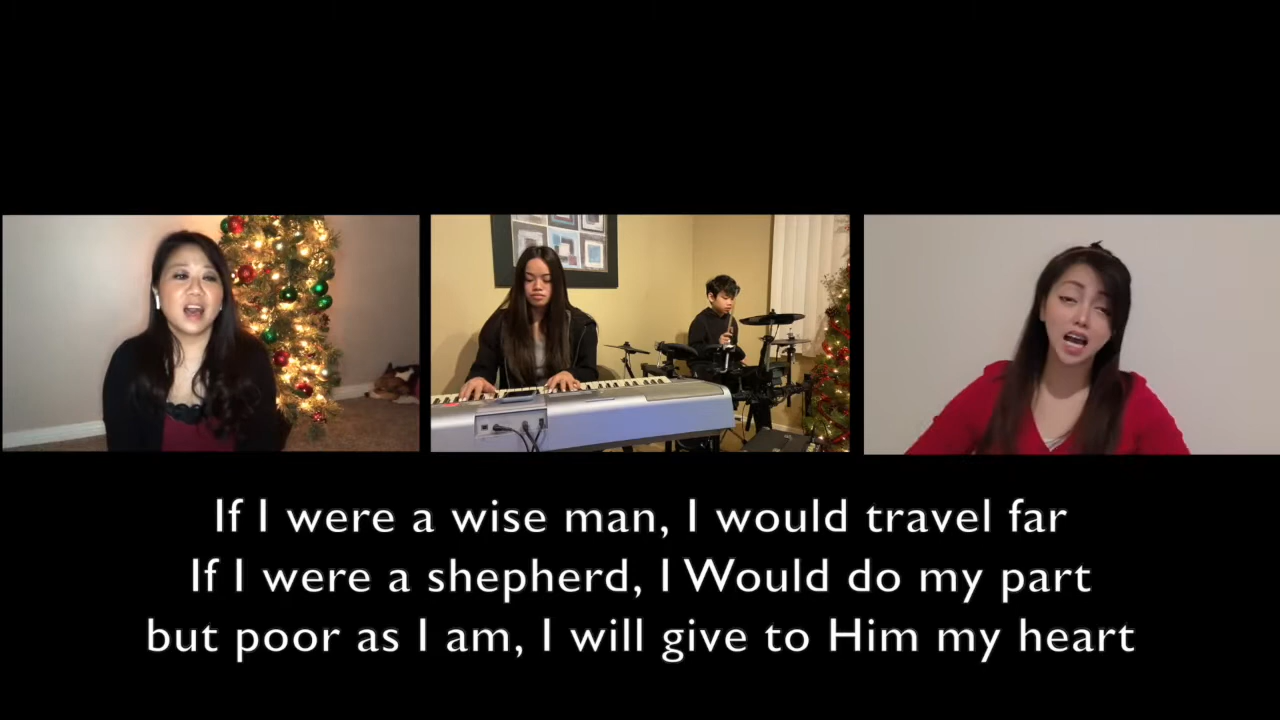 If I were a wise man, I would travel far
If I were a shepherd, I Would do my part
but poor as I am, I will give to Him my heart